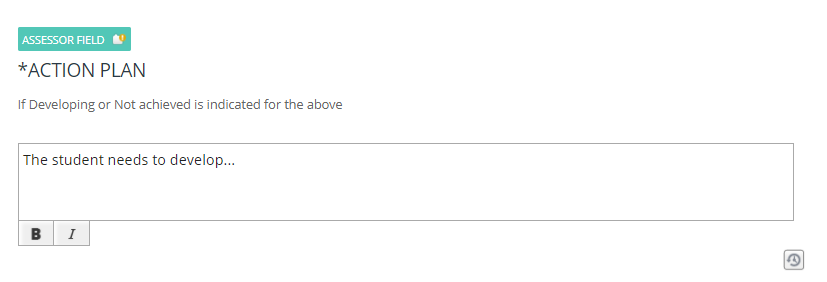 ASSESSOR FIELD
*ACTION PLAN
If Developing or Not achieved is indicated for the above
The student needs to develop...
B I